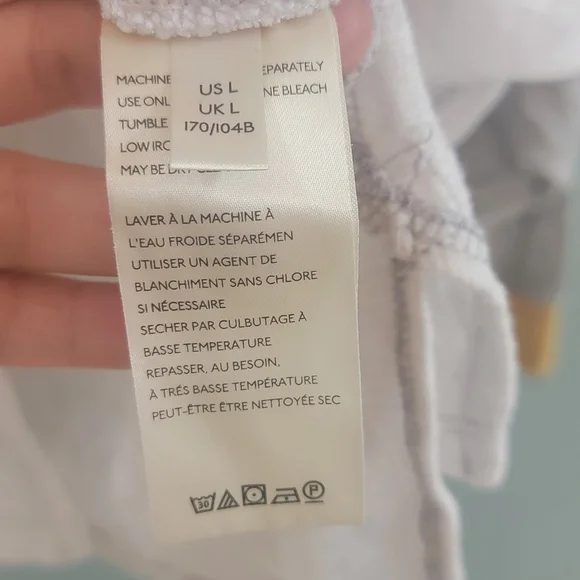 MACHINE
EPARATELY
USE ONL
NE BLEACH
TUMBLE
LOW IRO
MAY BE DRY
US L
UK L
170/104B
LAVER À LA MACHINE À
L'EAU FROIDE SÉPARÉMEN
UTILISER UN AGENT DE
BLANCHIMENT SANS CHLORE
SI NÉCESSAIRE
SECHER PAR CULBUTAGE À
BASSE TEMPERATURE
REPASSER, AU BESOIN,
À TRÉS BASSE TEMPÉRATURE
PEUT-ÊTRE ÊTRE NETTOYÉE SEC
30 P